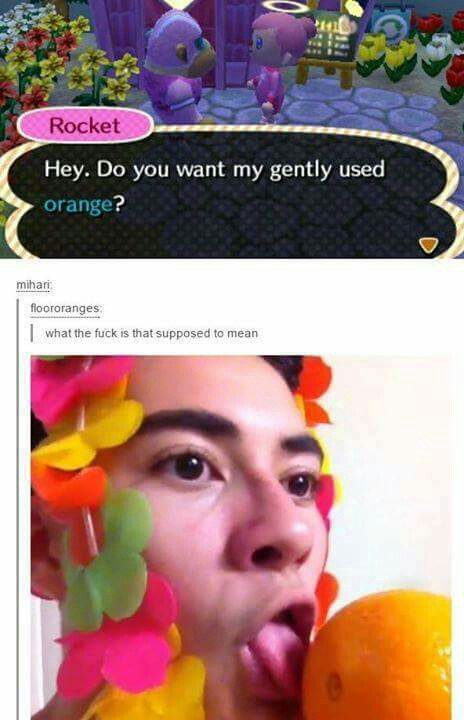 Rocket
Hey. Do you want my gently used
orange?
mihari:
floororanges:
what the fuck is that supposed to mean